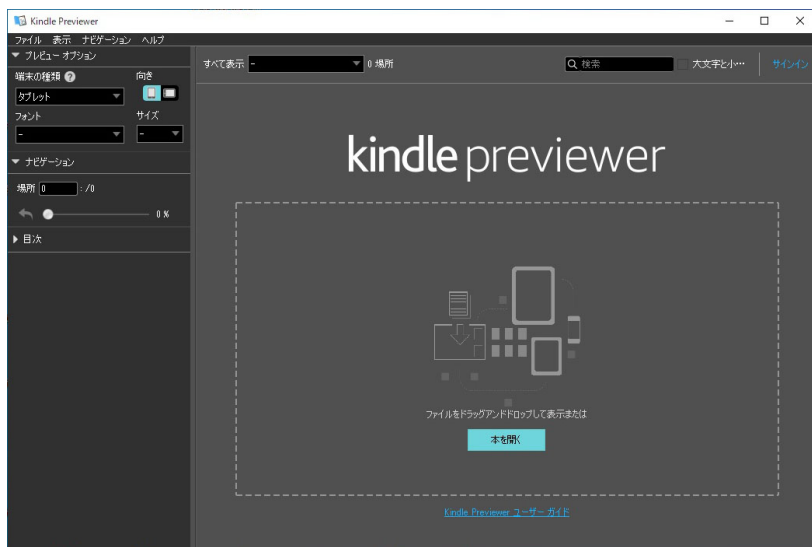 Kindle Previewer
ファイル 表示 ナビゲーション ヘルプ
プレビュー オプション
端末の種類 ? 向き
タブレット
フォント サイズ
- -
ナビゲーション
場所 0 : /0
0 %
目次
すべて表示 - 0 場所 検索 大文字と小… サインイン
kindle previewer
ファイルをドラッグアンドドロップして表示または
本を開く
Kindle Previewer ユーザー ガイド